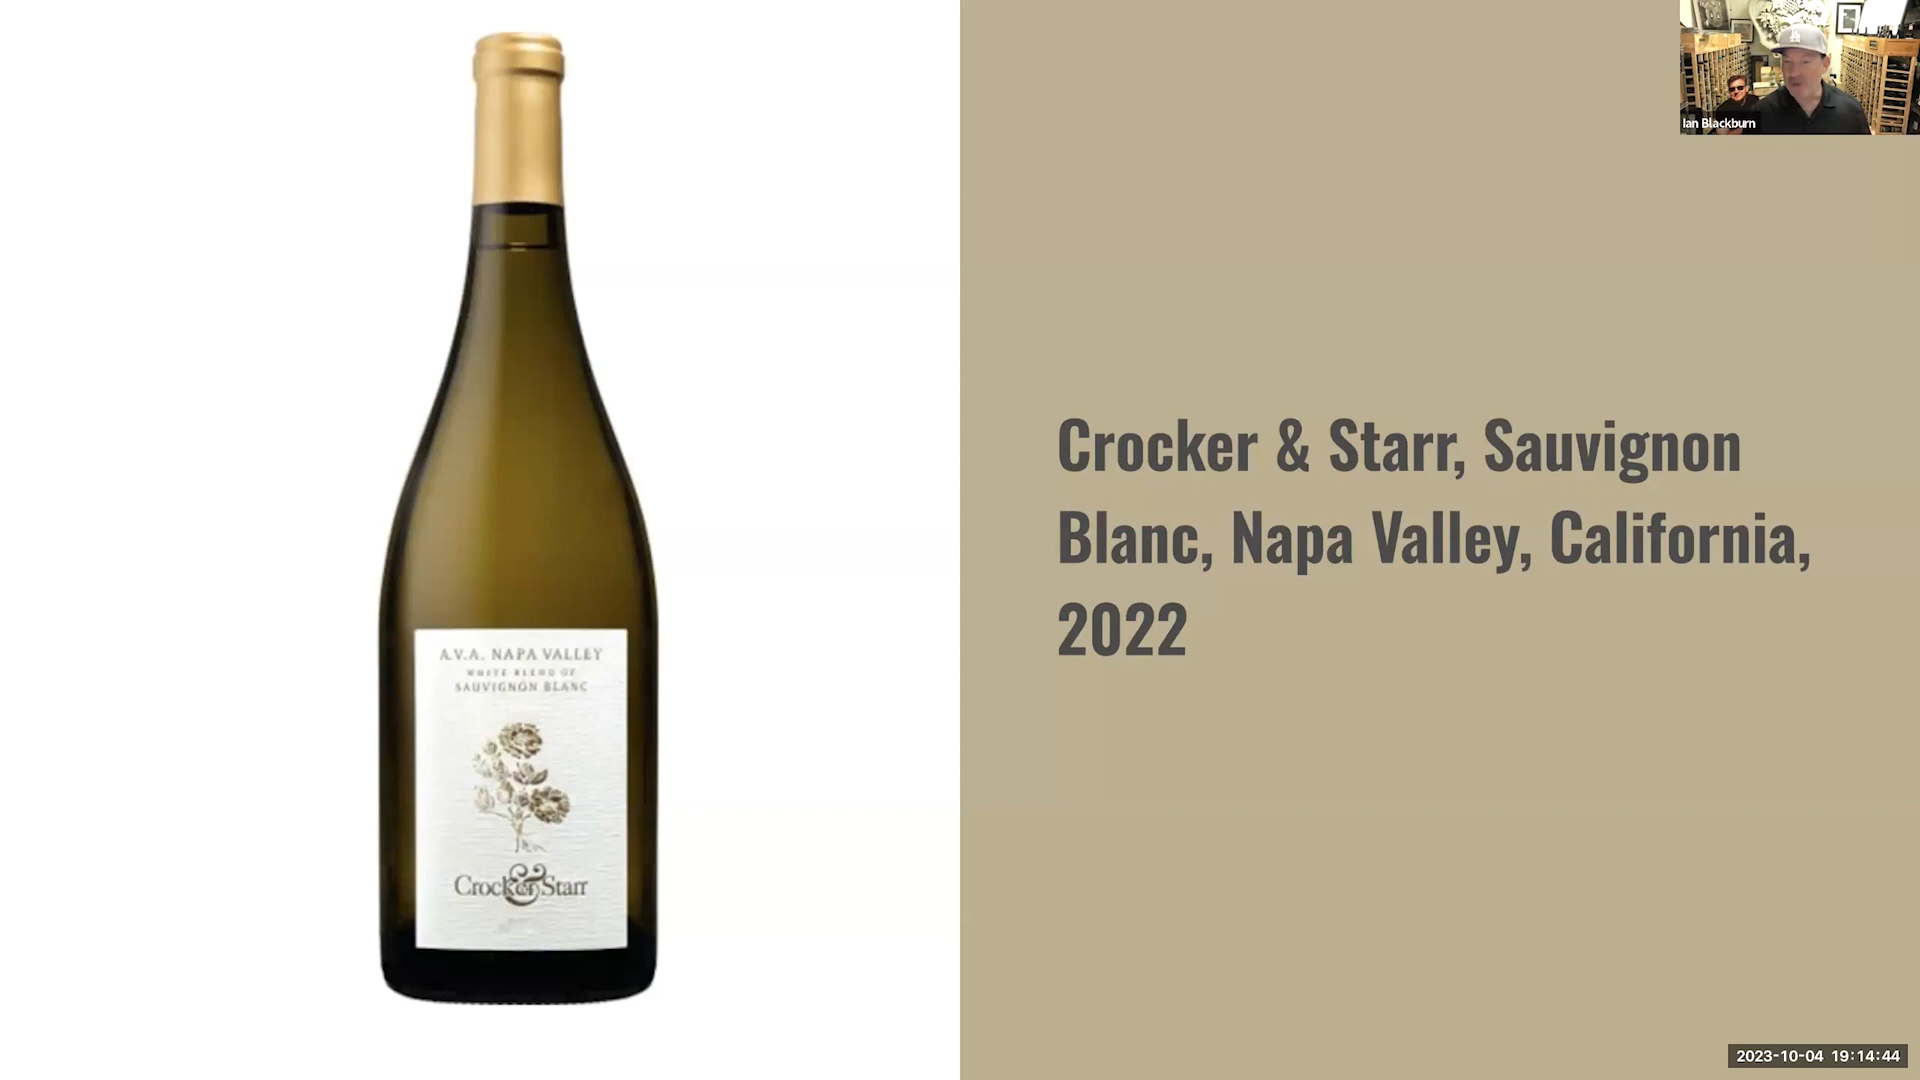 Crocker & Starr, Sauvignon
Blanc, Napa Valley, California,
2022
A.V.A. NAPA VALLEY
WHITE BLEND OF
SAUVIGNON BLANC
Crocker & Starr
LA
Ian Blackburn
2023-10-04 19:14:44